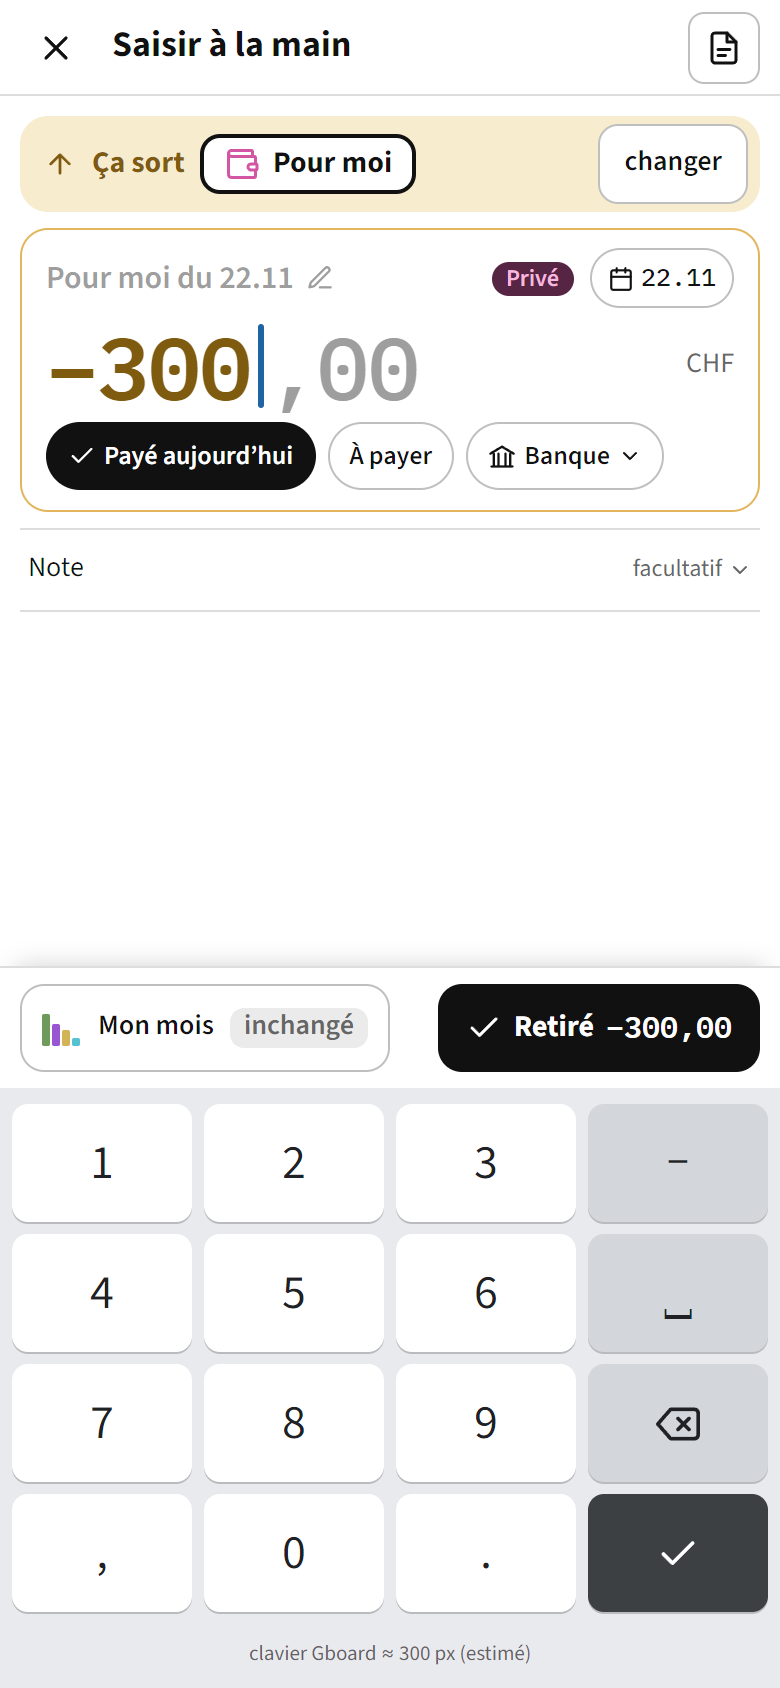 Saisir à la main
Ça sort Pour moi changer
Pour moi du 22.11 Privé 22.11
−300,00 CHF
Payé aujourd’hui À payer Banque
Note facultatif
Mon mois inchangé Retiré −300,00
1 2 3 −
4 5 6 ⎵
7 8 9
, 0 .
clavier Gboard ≈ 300 px (estimé)